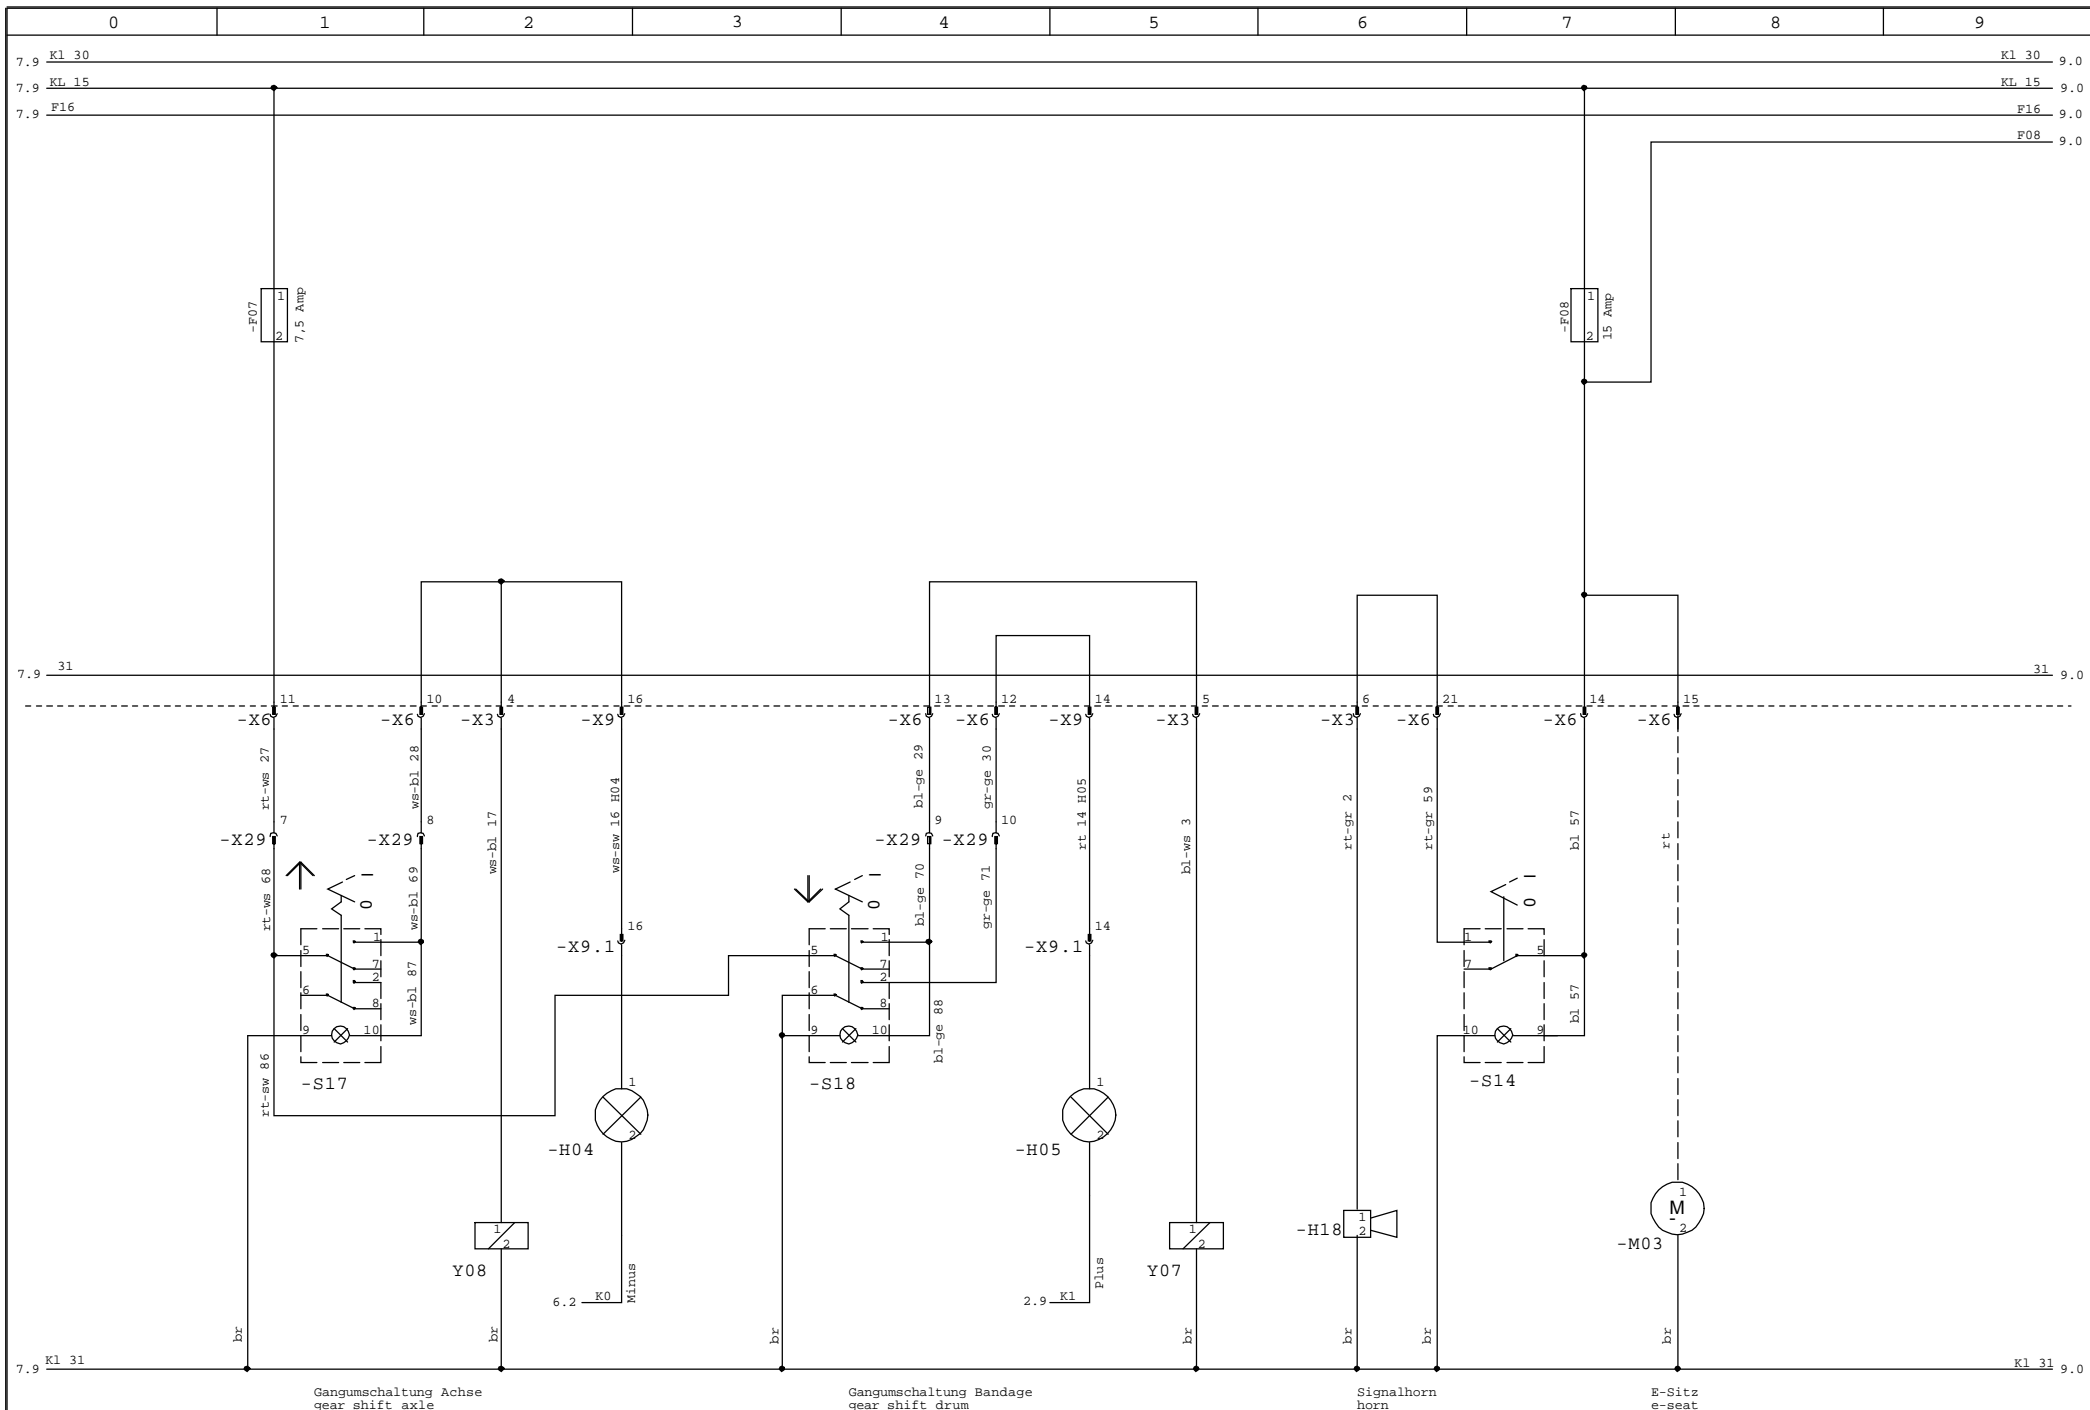 0 1 2 3 4 5 6 7 8 9
7.9 Kl 30 Kl 30 9.0
7.9 KL 15 KL 15 9.0
7.9 F16 F16 9.0
F08 9.0
-F07 1 2 7,5 Amp
-F08 1 2 15 Amp
7.9 31 31 9.0
11 10 4 16 13 12 14 5 6 21 14 15
-X6 -X6 -X3 -X9 -X6 -X6 -X9 -X3 -X3 -X6 -X6 -X6
rt-ws 27
ws-bl 28
ws-bl 17
ws-sw 16 H04
bl-ge 29
gr-ge 30
rt 14 H05
bl-ws 3
rt-gr 2
rt-gr 59
bl 57
rt
7 8 9 10
-X29 -X29 -X29 -X29
rt-ws 68
ws-bl 69
bl-ge 70
gr-ge 71
0 1
0 1
0 1
16 14
-X9.1 -X9.1
1 5 7 2 6 8 9 10
ws-bl 87
1 5 7 2 6 8 9 10
bl-ge 88
1 5 7 10 9
bl 57
-S17 -S18 -S14
rt-sw 86
1 2
-H04
1 2
-H05
1 2
Y08
1 2
Y07
1 2
-H18
1 M - 2
-M03
6.2 K0 Minus
2.9 K1 Plus
br br br br br br br
7.9 Kl 31 Kl 31 9.0
Gangumschaltung Achse
gear shift axle
Gangumschaltung Bandage
gear shift drum
Signalhorn
horn
E-Sitz
e-seat